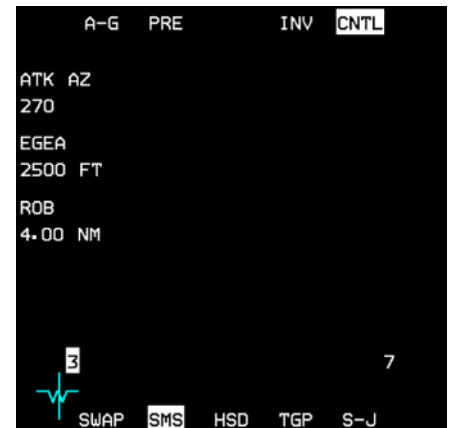 A-G PRE INV CNTL
ATK AZ
270
EGEA
2500 FT
ROB
4.00 NM
3 7
SWAP SMS HSD TGP S-J